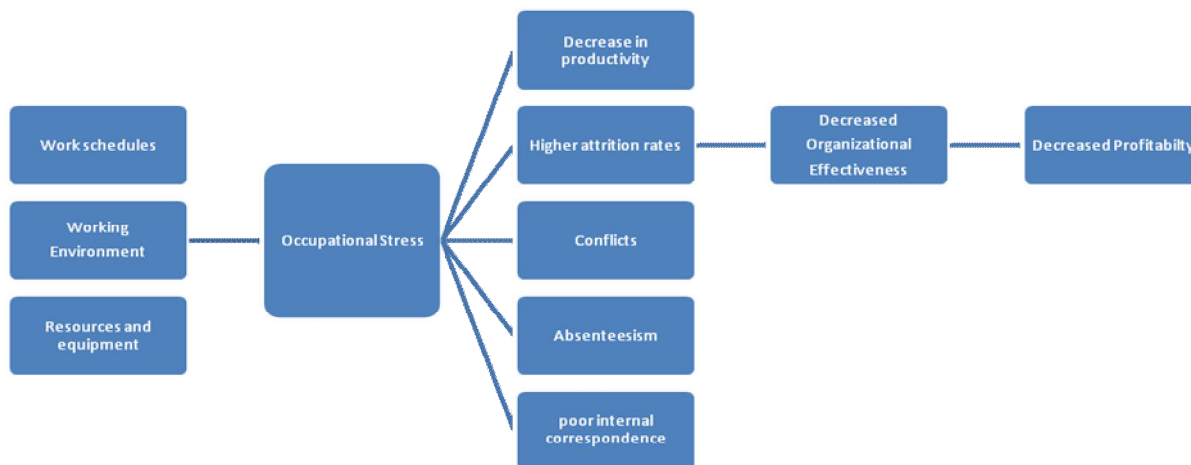 Work schedules
Working
Environment
Resources and
equipment
Occupational Stress
Decrease in
productivity
Higher attrition rates
Conflicts
Absenteesism
poor internal
correspondence
Decreased
Organizational
Effectiveness
Decreased Profitabilty